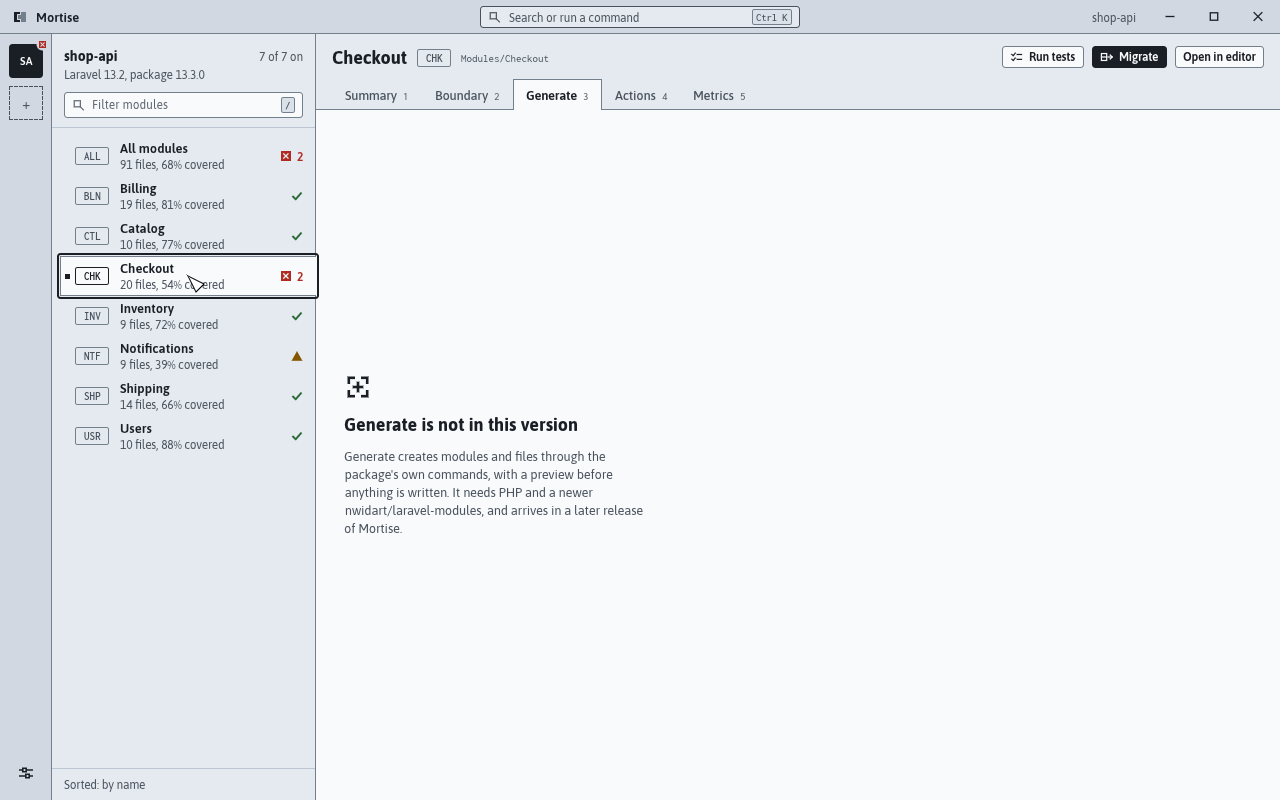 Mortise
Search or run a command
Ctrl K
shop-api
SA
+
shop-api
7 of 7 on
Laravel 13.2, package 13.3.0
Filter modules
/
ALL
All modules
91 files, 68% covered
2
BLN
Billing
19 files, 81% covered
CTL
Catalog
10 files, 77% covered
CHK
Checkout
20 files, 54% covered
2
INV
Inventory
9 files, 72% covered
NTF
Notifications
9 files, 39% covered
SHP
Shipping
14 files, 66% covered
USR
Users
10 files, 88% covered
Sorted: by name
Checkout
CHK
Modules/Checkout
Run tests
Migrate
Open in editor
Summary 1
Boundary 2
Generate 3
Actions 4
Metrics 5
Generate is not in this version
Generate creates modules and files through the
package's own commands, with a preview before
anything is written. It needs PHP and a newer
nwidart/laravel-modules, and arrives in a later release
of Mortise.